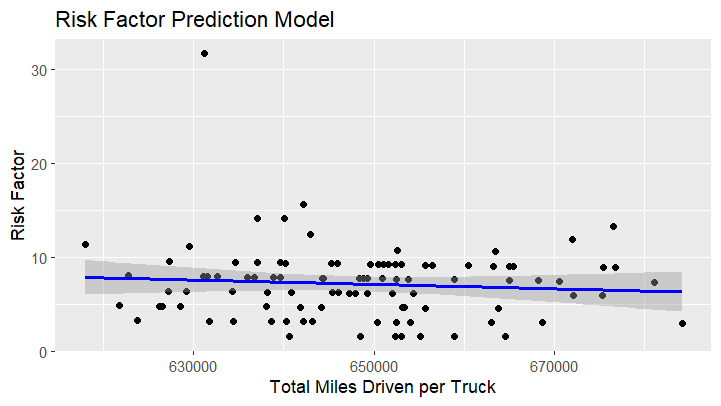 Risk Factor Prediction Model
Risk Factor
30
20
10
0
630000 650000 670000
Total Miles Driven per Truck